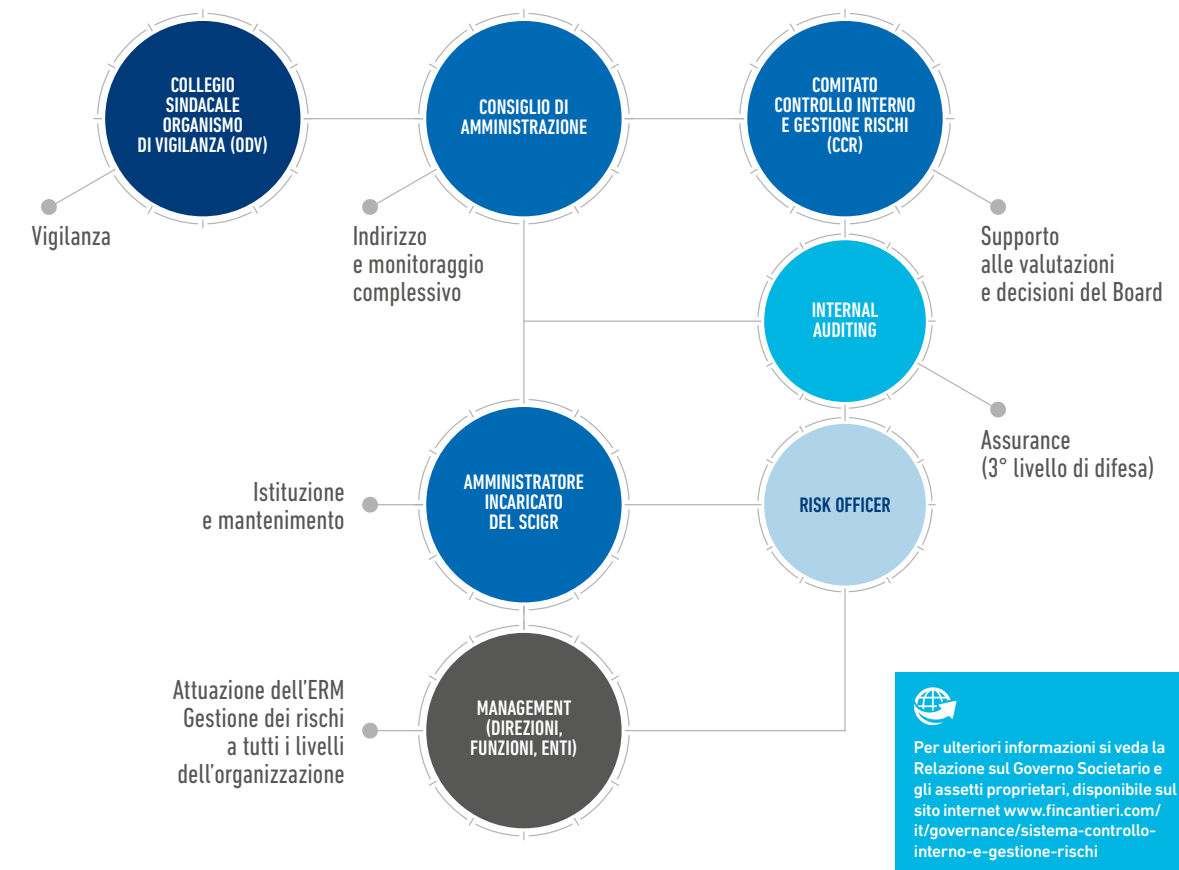 COLLEGIO
SINDACALE
ORGANISMO
DI VIGILANZA (ODV)
Vigilanza
CONSIGLIO DI
AMMINISTRAZIONE
Indirizzo
e monitoraggio
complessivo
COMITATO
CONTROLLO INTERNO
E GESTIONE RISCHI
(CCR)
Supporto
alle valutazioni
e decisioni del Board
INTERNAL
AUDITING
Assurance
(3° livello di difesa)
AMMINISTRATORE
INCARICATO
DEL SCIGR
Istituzione
e mantenimento
RISK OFFICER
MANAGEMENT
(DIREZIONI,
FUNZIONI, ENTI)
Attuazione dell'ERM
Gestione dei rischi
a tutti i livelli
dell'organizzazione
Per ulteriori informazioni si veda la
Relazione sul Governo Societario e
gli assetti proprietari, disponibile sul
sito internet www.fincantieri.com/
it/governance/sistema-controllo-
interno-e-gestione-rischi